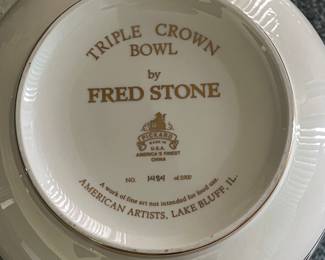 TRIPLE CROWN
BOWL
by
FRED STONE
PICKARD
MADE IN
U.S.A.
AMERICA'S FINEST
CHINA
NO. 1484 of 5000
A work of fine art not intended for food use.
AMERICAN ARTISTS, LAKE BLUFF, IL.